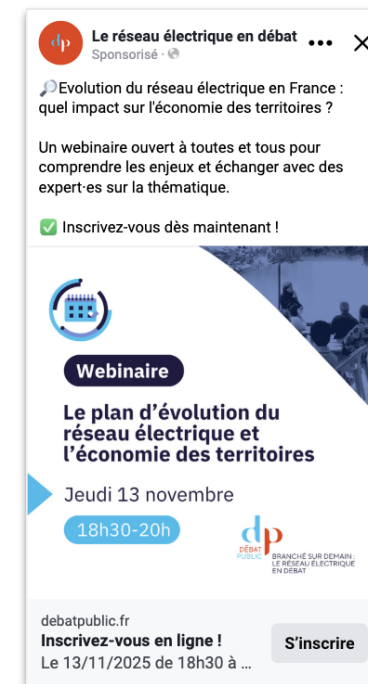 dp
Le réseau électrique en débat
Sponsorisé ·
🔎Evolution du réseau électrique en France :
quel impact sur l'économie des territoires ?
Un webinaire ouvert à toutes et tous pour
comprendre les enjeux et échanger avec des
expert·es sur la thématique.
✅ Inscrivez-vous dès maintenant !
Webinaire
Le plan d’évolution du
réseau électrique et
l’économie des territoires
Jeudi 13 novembre
18h30-20h
dp
DÉBAT
PUBLIC
BRANCHÉ SUR DEMAIN :
LE RÉSEAU ÉLECTRIQUE
EN DÉBAT
debatpublic.fr
Inscrivez-vous en ligne !
Le 13/11/2025 de 18h30 à ...
S’inscrire